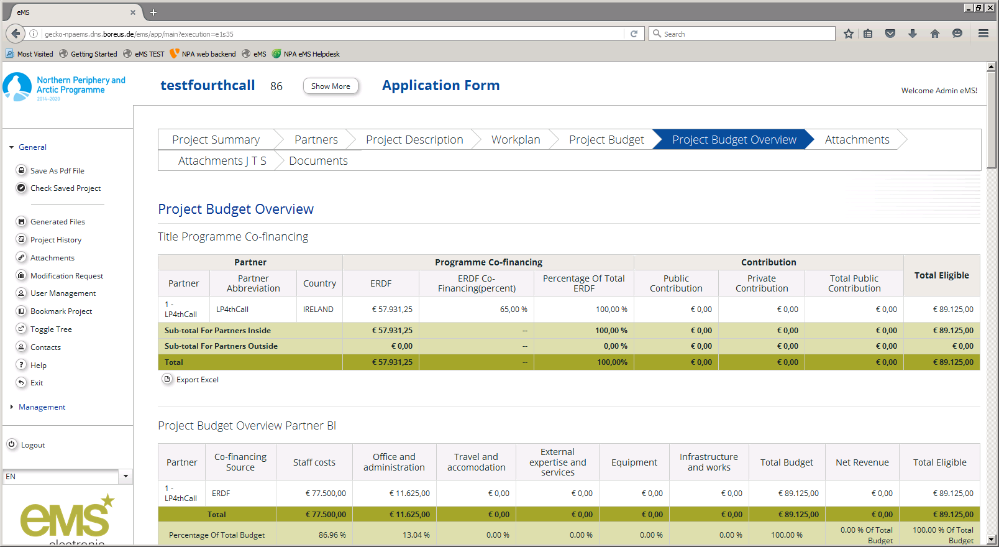 eMS
gecko-npaems.dns.boreus.de/ems/app/main?execution=e1s35
Search
Most Visited Getting Started eMS TEST NPA web backend eMS NPA eMS Helpdesk
Northern Periphery and
Arctic Programme
2014–2020
testfourthcall 86 Show More Application Form
Welcome Admin eMS!
Project Summary Partners Project Description Workplan Project Budget Project Budget Overview Attachments
Attachments J T S Documents
General
Save As Pdf File
Check Saved Project
Generated Files
Project History
Attachments
Modification Request
User Management
Bookmark Project
Toggle Tree
Contacts
Help
Exit
Management
Logout
EN
eMS
electronic
Project Budget Overview
Title Programme Co-financing
Partner Programme Co-financing Contribution Total Eligible
Partner Partner Abbreviation Country ERDF ERDF Co-Financing(percent) Percentage Of Total ERDF Public Contribution Private Contribution Total Public Contribution
1 - LP4thCall LP4thCall IRELAND € 57.931,25 65,00 % 100,00 % € 0,00 € 0,00 € 0,00 € 89.125,00
Sub-total For Partners Inside € 57.931,25 -- 100,00 % € 0,00 € 0,00 € 0,00 € 89.125,00
Sub-total For Partners Outside € 0,00 -- 0,00 % € 0,00 € 0,00 € 0,00 € 0,00
Total € 57.931,25 -- 100,00% € 0,00 € 0,00 € 0,00 € 89.125,00
Export Excel
Project Budget Overview Partner Bl
Partner Co-financing Source Staff costs Office and administration Travel and accomodation External expertise and services Equipment Infrastructure and works Total Budget Net Revenue Total Eligible
1 - LP4thCall ERDF € 77.500,00 € 11.625,00 € 0,00 € 0,00 € 0,00 € 0,00 € 89.125,00 € 0,00 € 89.125,00
Total € 77.500,00 € 11.625,00 € 0,00 € 0,00 € 0,00 € 0,00 € 89.125,00 € 0,00 € 89.125,00
Percentage Of Total Budget 86.96 % 13.04 % 0.00 % 0.00 % 0.00 % 0.00 % 100.00 % 0.00 % Of Total Budget 100.00 % Of Total Budget